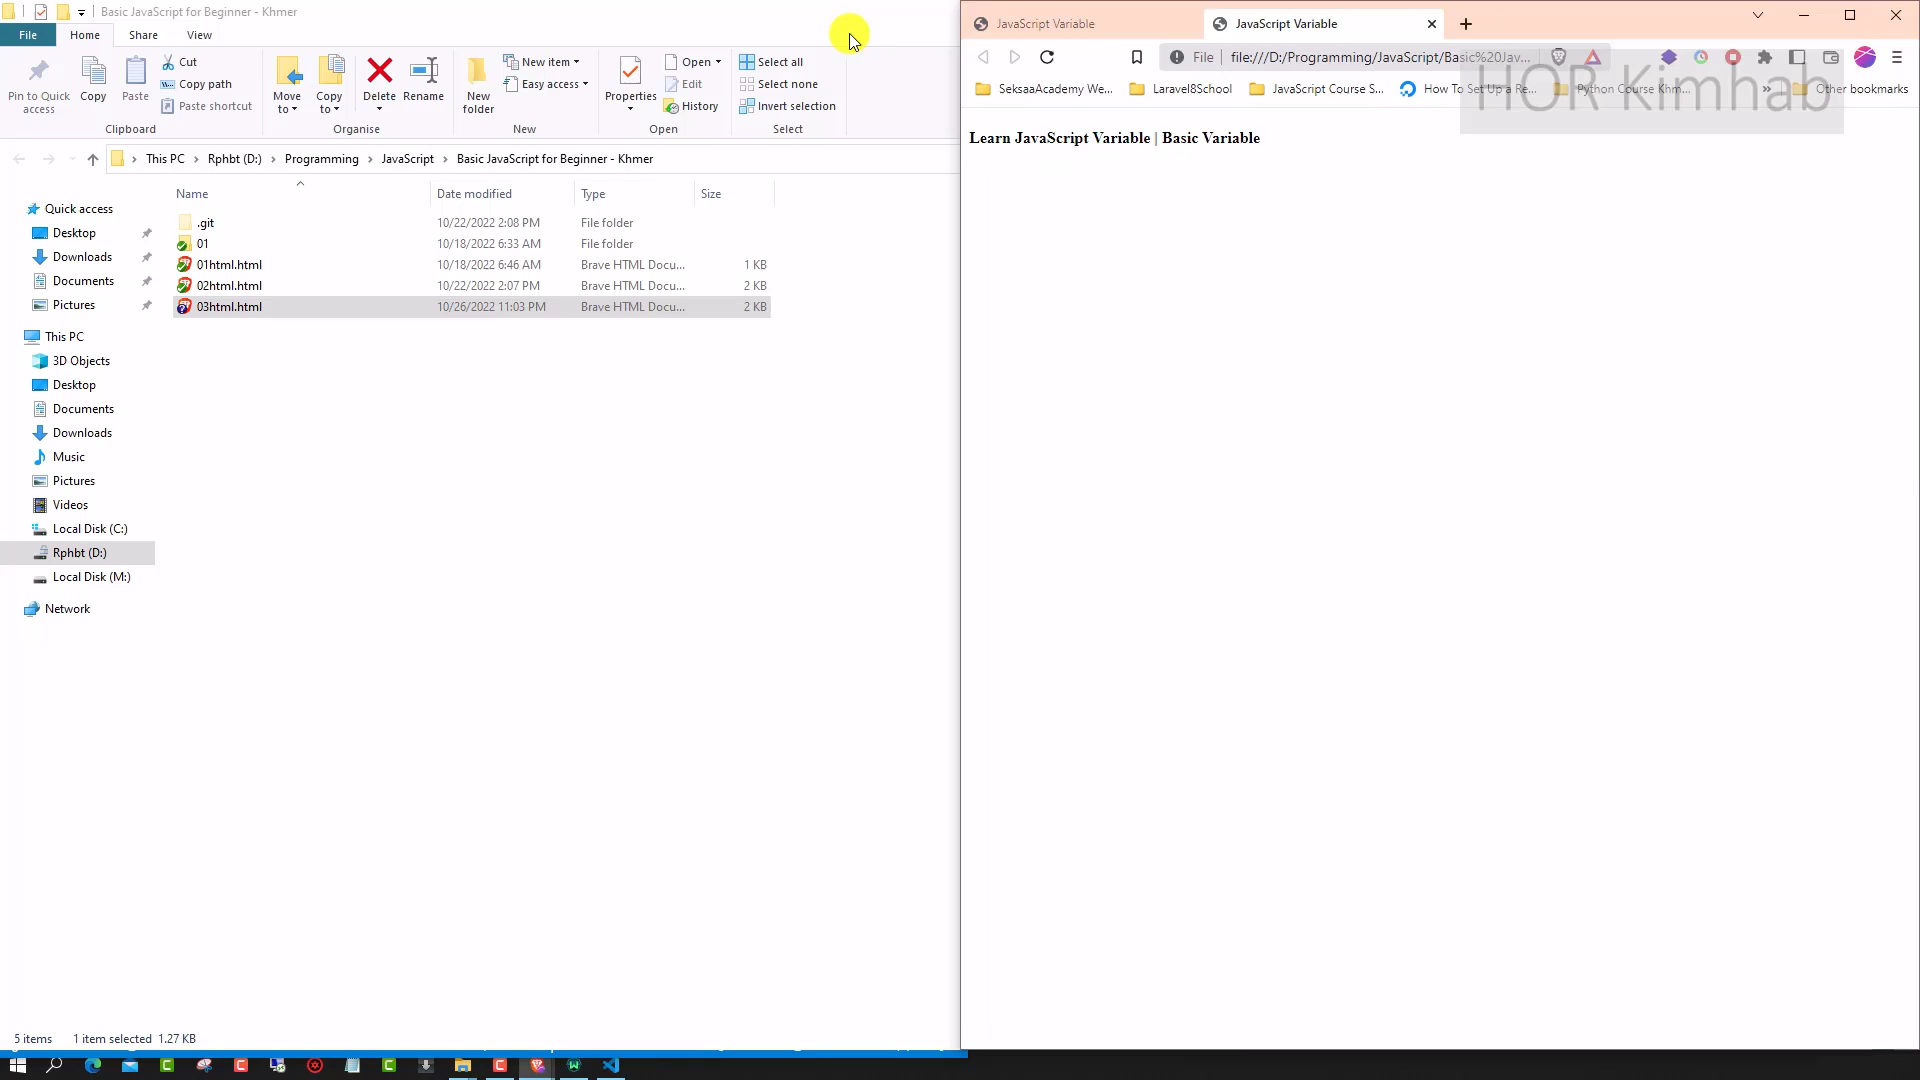 Basic JavaScript for Beginner - Khmer
File Home Share View
Pin to Quick access
Copy
Paste
Cut
Copy path
Paste shortcut
Clipboard
Move to
Copy to
Delete
Rename
Organise
New folder
New item
Easy access
New
Properties
Open
Edit
History
Open
Select all
Select none
Invert selection
Select
This PC › Rphbt (D:) › Programming › JavaScript › Basic JavaScript for Beginner - Khmer
Name Date modified Type Size
.git 10/22/2022 2:08 PM File folder
01 10/18/2022 6:33 AM File folder
01html.html 10/18/2022 6:46 AM Brave HTML Docu... 1 KB
02html.html 10/22/2022 2:07 PM Brave HTML Docu... 2 KB
03html.html 10/26/2022 11:03 PM Brave HTML Docu... 2 KB
Quick access
Desktop
Downloads
Documents
Pictures
This PC
3D Objects
Desktop
Documents
Downloads
Music
Pictures
Videos
Local Disk (C:)
Rphbt (D:)
Local Disk (M:)
Network
5 items 1 item selected 1.27 KB
JavaScript Variable
JavaScript Variable
File file:///D:/Programming/JavaScript/Basic%20Jav...
SeksaaAcademy We... Laravel8School JavaScript Course S... How To Set Up a Re... Python Course Khm... » Other bookmarks
HOR Kimhab
Learn JavaScript Variable | Basic Variable